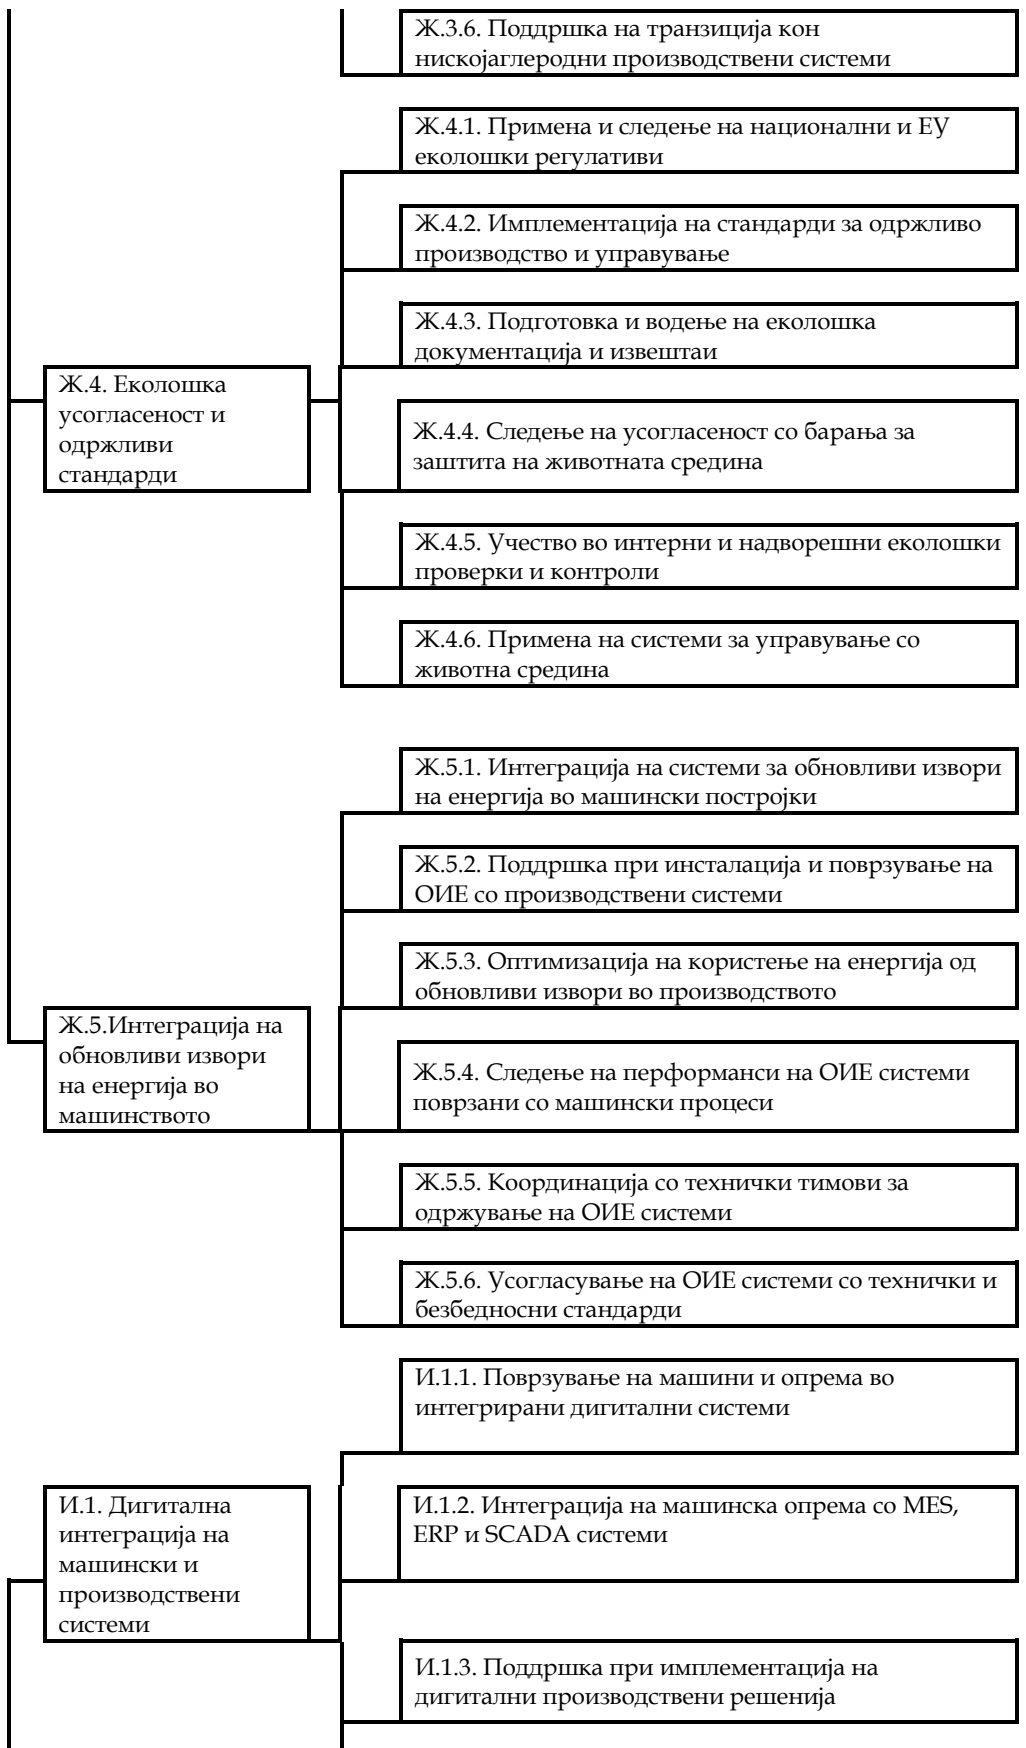 Ж.3.6. Поддршка на транзиција кон
нискојаглеродни производствени системи
Ж.4. Еколошка
усогласеност и
одржливи
стандарди
Ж.4.1. Примена и следење на национални и ЕУ
еколошки регулативи
Ж.4.2. Имплементација на стандарди за одржливо
производство и управување
Ж.4.3. Подготовка и водење на еколошка
документација и извештаи
Ж.4.4. Следење на усогласеност со барања за
заштита на животната средина
Ж.4.5. Учество во интерни и надворешни еколошки
проверки и контроли
Ж.4.6. Примена на системи за управување со
животна средина
Ж.5.Интеграција на
обновливи извори
на енергија во
машинството
Ж.5.1. Интеграција на системи за обновливи извори
на енергија во машински постројки
Ж.5.2. Поддршка при инсталација и поврзување на
ОИЕ со производствени системи
Ж.5.3. Оптимизација на користење на енергија од
обновливи извори во производството
Ж.5.4. Следење на перформанси на ОИЕ системи
поврзани со машински процеси
Ж.5.5. Координација со технички тимови за
одржување на ОИЕ системи
Ж.5.6. Усогласување на ОИЕ системи со технички и
безбедносни стандарди
И.1. Дигитална
интеграција на
машински и
производствени
системи
И.1.1. Поврзување на машини и опрема во
интегрирани дигитални системи
И.1.2. Интеграција на машинска опрема со MES,
ERP и SCADA системи
И.1.3. Поддршка при имплементација на
дигитални производствени решенија